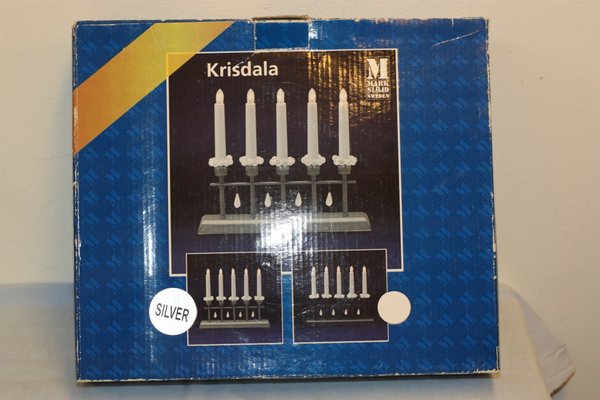 Krisdala
M
MARK
SLÖJD
SWEDEN
SILVER